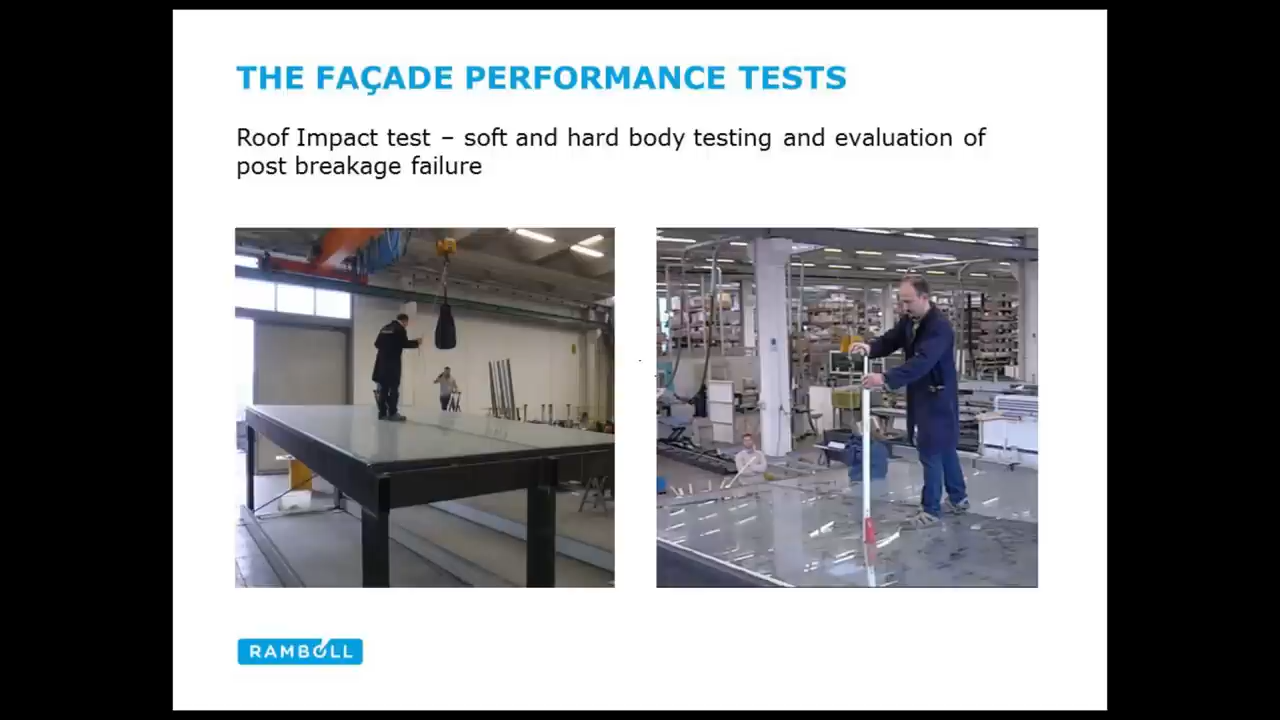 THE FAÇADE PERFORMANCE TESTS
Roof Impact test – soft and hard body testing and evaluation of
post breakage failure
RAMBOLL